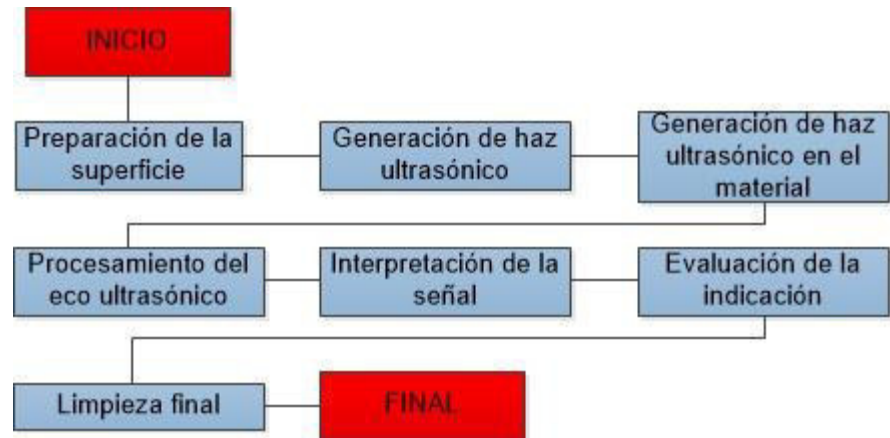 INICIO
Preparación de la
superficie
Generación de haz
ultrasónico
Generación de haz
ultrasónico en el
material
Procesamiento del
eco ultrasónico
Interpretación de la
señal
Evaluación de la
indicación
Limpieza final
FINAL